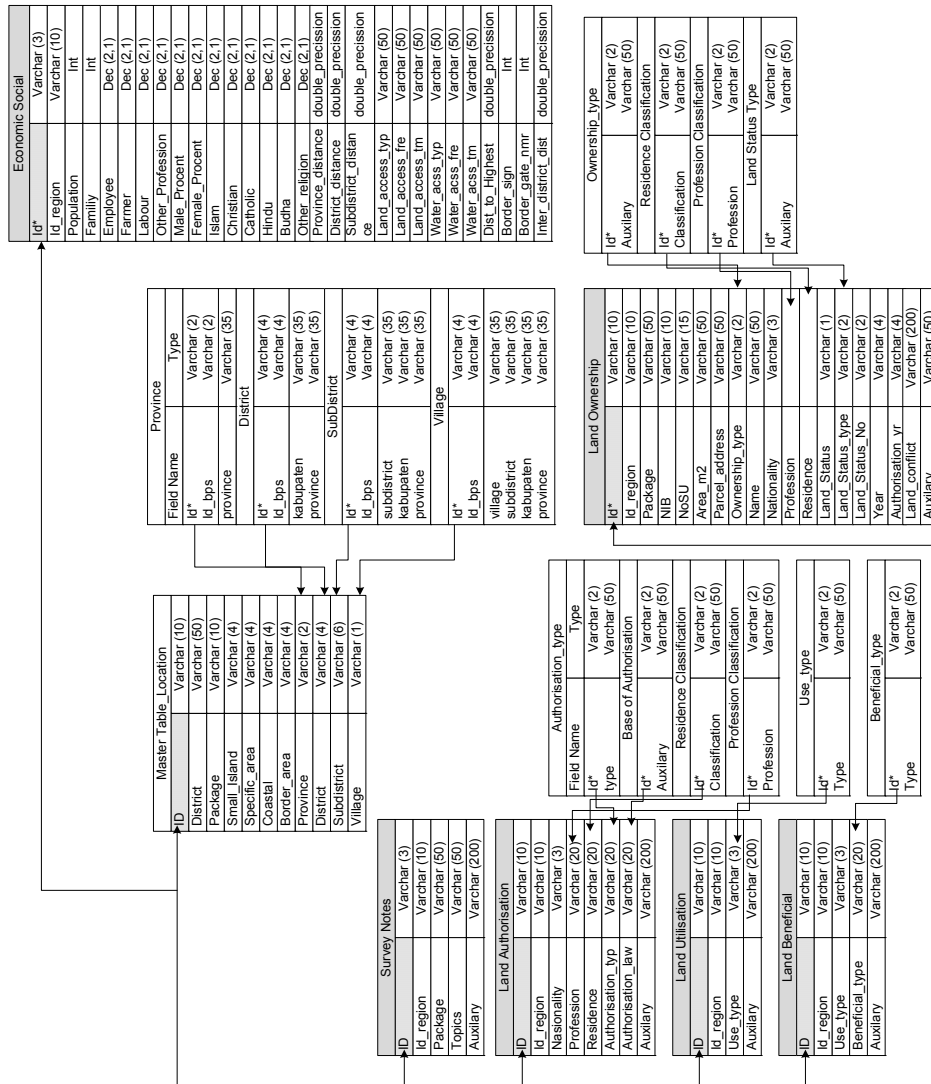 Economic Social
Id* Varchar (3)
Id_region Varchar (10)
Population Int
Familiy Int
Employee Dec (2,1)
Farmer Dec (2,1)
Labour Dec (2,1)
Other_Profession Dec (2,1)
Male_Procent Dec (2,1)
Female_Procent Dec (2,1)
Islam Dec (2,1)
Christian Dec (2,1)
Catholic Dec (2,1)
Hindu Dec (2,1)
Budha Dec (2,1)
Other_religion Dec (2,1)
Province_distance double_precission
District_distance double_precission
Subdistrict_distan double_precission
ce
Land_access_typ Varchar (50)
Land_access_fre Varchar (50)
Land_access_tm Varchar (50)
Water_acss_typ Varchar (50)
Water_acss_fre Varchar (50)
Water_acss_tm Varchar (50)
Dist_to_Highest double_precission
Border_sign Int
Border_gate_nmr Int
Inter_district_dist double_precission
Province
Field Name Type
Id* Varchar (2)
Id_bps Varchar (2)
province Varchar (35)
District
Id* Varchar (4)
Id_bps Varchar (4)
kabupaten Varchar (35)
province Varchar (35)
SubDistrict
Id* Varchar (4)
Id_bps Varchar (4)
subdistrict Varchar (35)
kabupaten Varchar (35)
province Varchar (35)
Village
Id* Varchar (4)
Id_bps Varchar (4)
village Varchar (35)
subdistrict Varchar (35)
kabupaten Varchar (35)
province Varchar (35)
Master Table_Location
ID Varchar (10)
District Varchar (50)
Package Varchar (10)
Small_Island Varchar (4)
Specific_area Varchar (4)
Coastal Varchar (4)
Border_area Varchar (4)
Province Varchar (2)
District Varchar (4)
Subdistrict Varchar (6)
Village Varchar (1)
Ownership_type
Id* Varchar (2)
Auxilary Varchar (50)
Residence Classification
Id* Varchar (2)
Classification Varchar (50)
Profession Classification
Id* Varchar (2)
Profession Varchar (50)
Land Status Type
Id* Varchar (2)
Auxilary Varchar (50)
Land Ownership
Id* Varchar (10)
Id_region Varchar (10)
Package Varchar (50)
NIB Varchar (10)
NoSU Varchar (15)
Area_m2 Varchar (50)
Parcel_address Varchar (50)
Ownership_type Varchar (2)
Name Varchar (50)
Nationality Varchar (3)
Profession
Residence
Land_Status Varchar (1)
Land_Status_type Varchar (2)
Land_Status_No Varchar (2)
Year Varchar (4)
Authorisation_yr Varchar (4)
Land_conflict Varchar (200)
Auxilary Varchar (50)
Authorisation_type
Field Name Type
Id* Varchar (2)
type Varchar (50)
Base of Authorisation
Id* Varchar (2)
Auxilary Varchar (50)
Residence Classification
Id* Varchar (2)
Classification Varchar (50)
Profession Classification
Id* Varchar (2)
Profession Varchar (50)
Use_type
Id* Varchar (2)
Type Varchar (50)
Beneficial_type
Id* Varchar (2)
Type Varchar (50)
Survey Notes
ID Varchar (3)
Id_region Varchar (10)
Package Varchar (50)
Topics Varchar (50)
Auxilary Varchar (200)
Land Authorisation
ID Varchar (10)
Id_region Varchar (10)
Nasionality Varchar (3)
Profession Varchar (20)
Residence Varchar (20)
Authorisation_typ Varchar (20)
Authorisation_law Varchar (20)
Auxilary Varchar (200)
Land Utilisation
ID Varchar (10)
Id_region Varchar (10)
Use_type Varchar (3)
Auxilary Varchar (200)
Land Beneficial
ID Varchar (10)
Id_region Varchar (10)
Use_type Varchar (3)
Beneficial_type Varchar (20)
Auxilary Varchar (200)